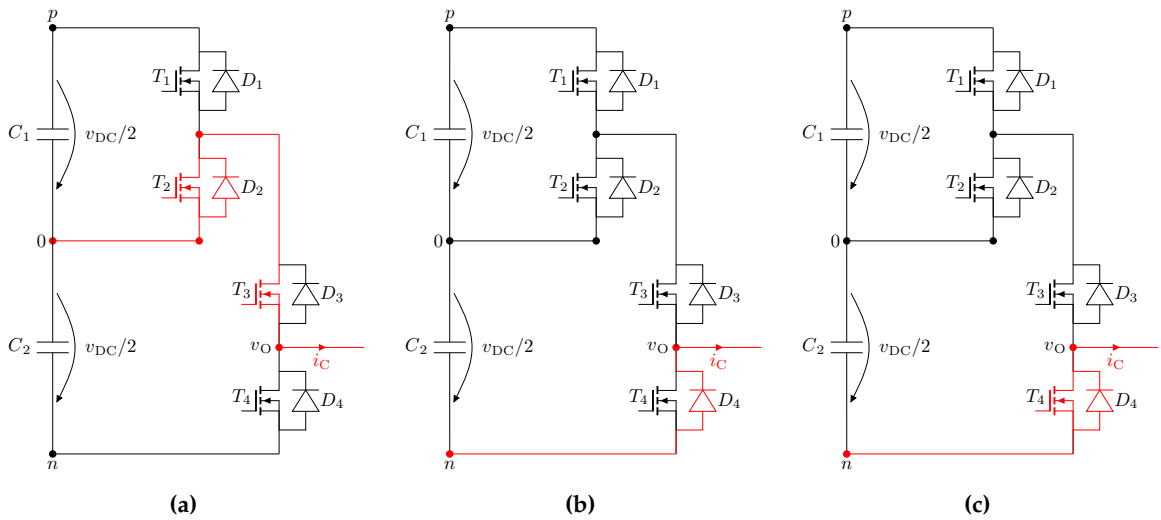 p
T1
D1
C1
vDC/2
T2
D2
0
T3
D3
C2
vDC/2
vO
iC
T4
D4
n
(a)
p
T1
D1
C1
vDC/2
T2
D2
0
T3
D3
C2
vDC/2
vO
iC
T4
D4
n
(b)
p
T1
D1
C1
vDC/2
T2
D2
0
T3
D3
C2
vDC/2
vO
iC
T4
D4
n
(c)